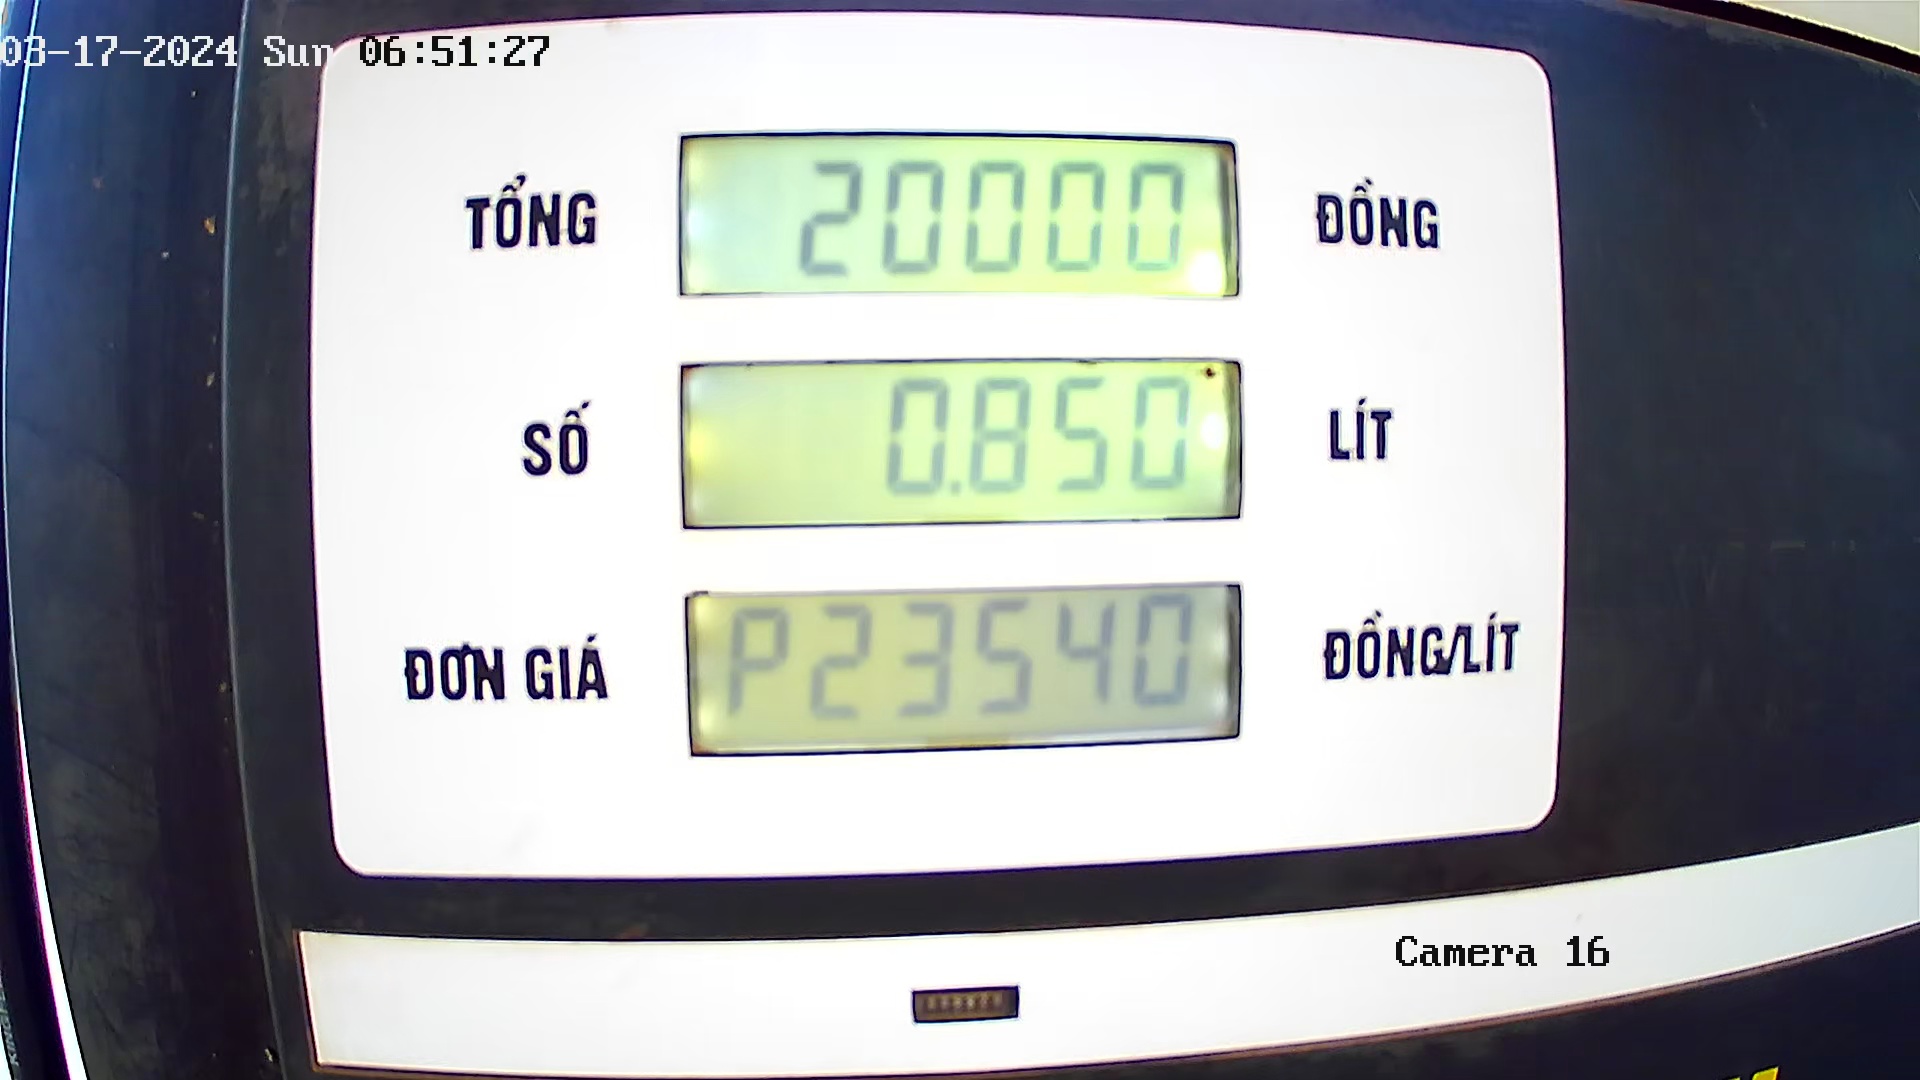 03-17-2024 Sun 06:51:27
TỔNG 20000 ĐỒNG
SỐ 0.850 LÍT
ĐƠN GIÁ P23540 ĐỒNG/LÍT
Camera 16